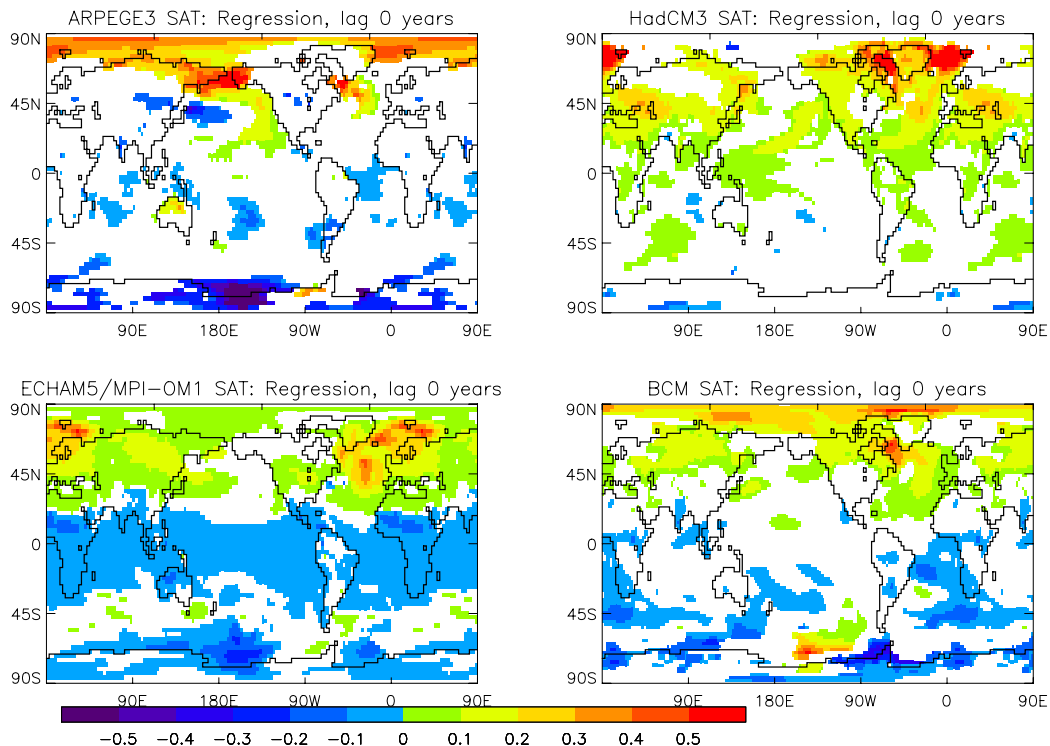 ARPEGE3 SAT: Regression, lag 0 years
HadCM3 SAT: Regression, lag 0 years
90N
45N
0
45S
90S
90E 180E 90W 0 90E
90N
45N
0
45S
90S
90E 180E 90W 0 90E
ECHAM5/MPI-OM1 SAT: Regression, lag 0 years
BCM SAT: Regression, lag 0 years
90N
45N
0
45S
90S
90E 180E 90W 0 90E
90N
45N
0
45S
90S
90E 180E 90W 0 90E
-0.5 -0.4 -0.3 -0.2 -0.1 0 0.1 0.2 0.3 0.4 0.5